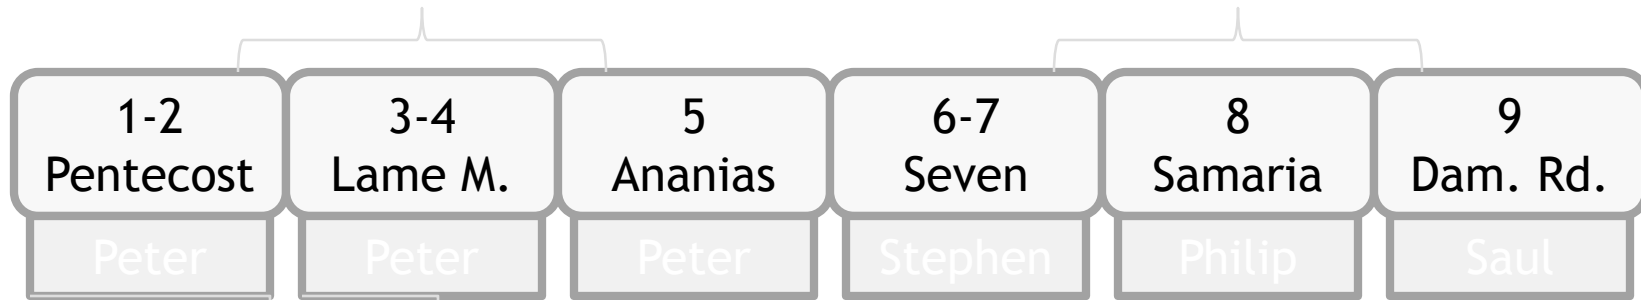 1-2
Pentecost
3-4
Lame M.
5
Ananias
6-7
Seven
8
Samaria
9
Dam. Rd.
Peter
Peter
Peter
Stephen
Philip
Saul